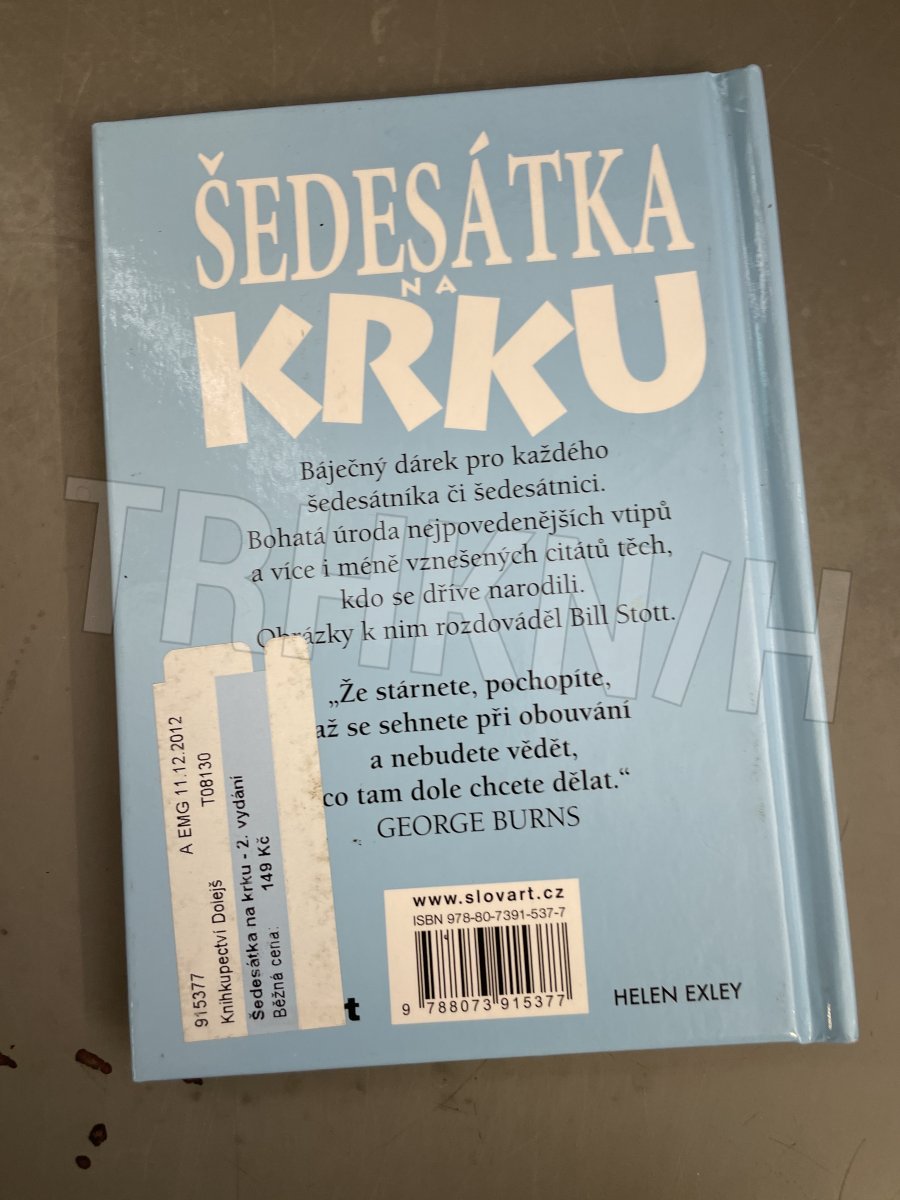 ŠEDESÁTKA
NA
KRKU
Báječný dárek pro každého
šedesátníka či šedesátnici.
Bohatá úroda nejpovedenějších vtipů
a více i méně vznešených citátů těch,
kdo se dříve narodili.
Obrázky k nim rozdováděl Bill Stott.
„Že stárnete, pochopíte,
až se sehnete při obouvání
a nebudete vědět,
co tam dole chcete dělat.“
GEORGE BURNS
A EMG 11.12.2012
915377 T08130
Knihkupectví Dolejš
Šedesátka na krku - 2. vydání
Běžná cena: 149 Kč
www.slovart.cz
ISBN 978-80-7391-537-7
9 788073 915377
t
HELEN EXLEY
TRHKNIH